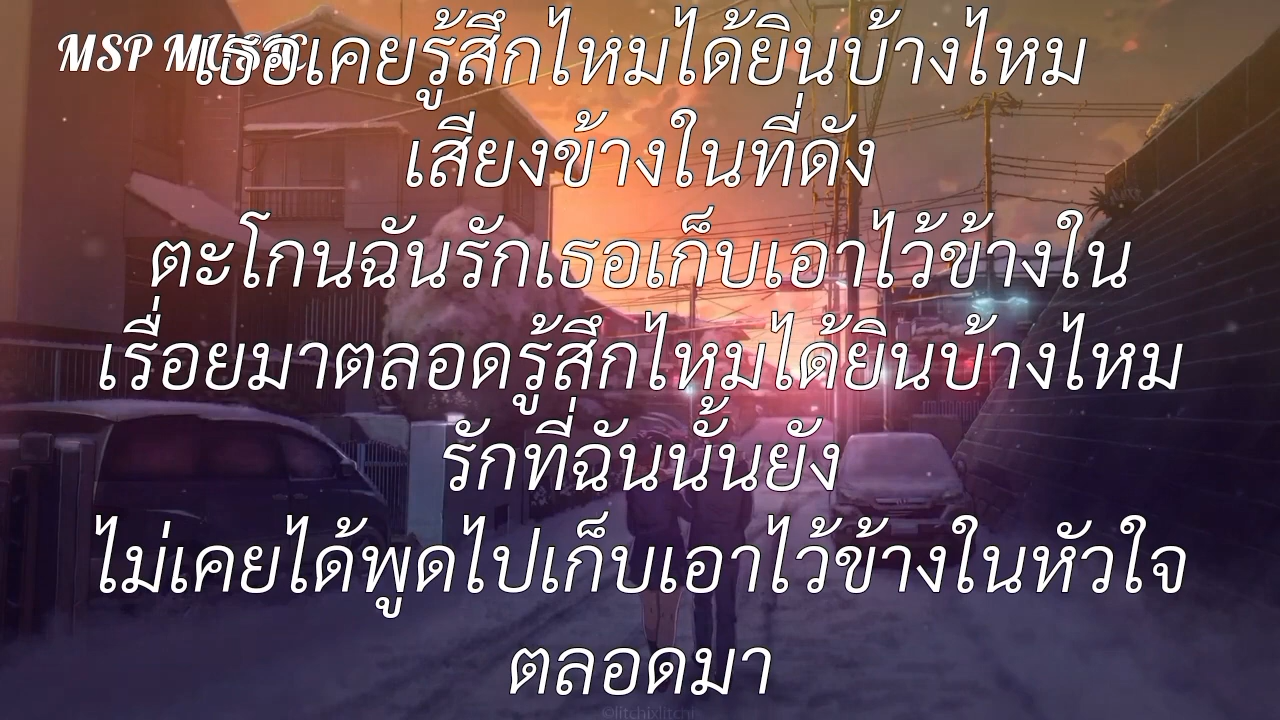 MSP MUSIC
เธอเคยรู้สึกไหมได้ยินบ้างไหม
เสียงข้างในที่ดัง
ตะโกนฉันรักเธอเก็บเอาไว้ข้างใน
เรื่อยมาตลอดรู้สึกไหมได้ยินบ้างไหม
รักที่ฉันนั้นยัง
ไม่เคยได้พูดไปเก็บเอาไว้ข้างในหัวใจ
ตลอดมา
©litchixlitchi